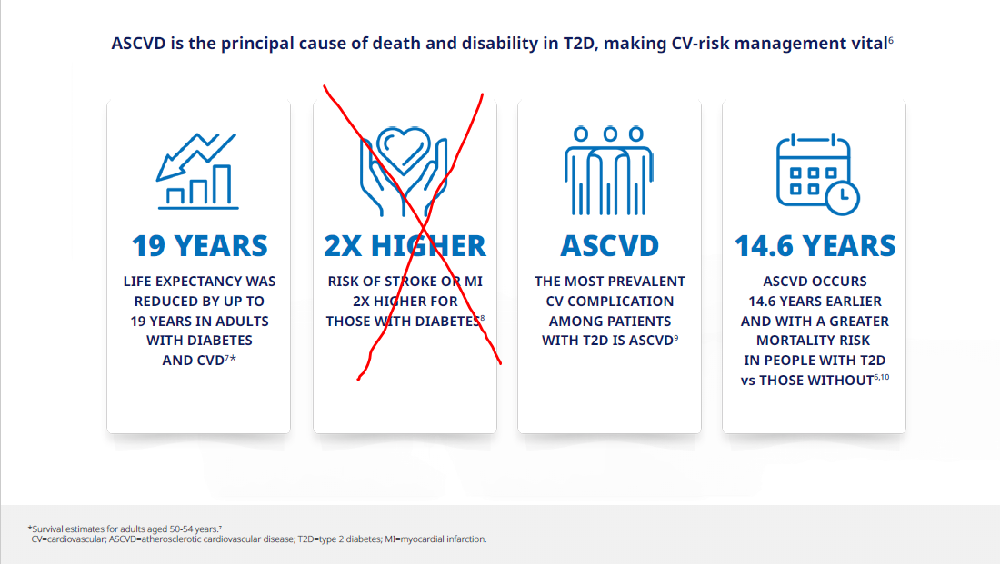 ASCVD is the principal cause of death and disability in T2D, making CV-risk management vital6
19 YEARS
LIFE EXPECTANCY WAS
REDUCED BY UP TO
19 YEARS IN ADULTS
WITH DIABETES
AND CVD7*
2X HIGHER
RISK OF STROKE OR MI
2X HIGHER FOR
THOSE WITH DIABETES8
ASCVD
THE MOST PREVALENT
CV COMPLICATION
AMONG PATIENTS
WITH T2D IS ASCVD9
14.6 YEARS
ASCVD OCCURS
14.6 YEARS EARLIER
AND WITH A GREATER
MORTALITY RISK
IN PEOPLE WITH T2D
vs THOSE WITHOUT6,10
*Survival estimates for adults aged 50-54 years.7
CV=cardiovascular; ASCVD=atherosclerotic cardiovascular disease; T2D=type 2 diabetes; MI=myocardial infarction.